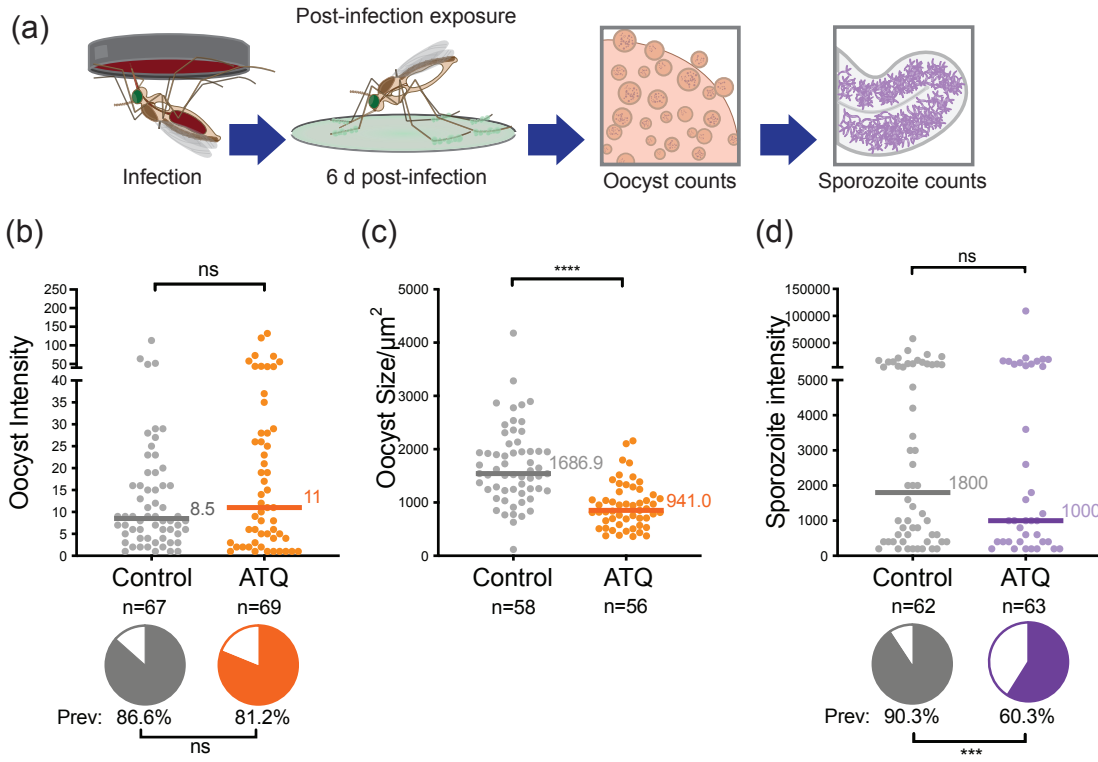 (a)
Post-infection exposure
Infection
6 d post-infection
Oocyst counts
Sporozoite counts
(b)
ns
Oocyst Intensity
250
200
150
100
50
40
30
20
10
5
0
8.5
11
Control
ATQ
n=67
n=69
Prev:
86.6%
81.2%
ns
(c)
****
Oocyst Size/µm²
5000
4000
3000
2000
1000
0
1686.9
941.0
Control
ATQ
n=58
n=56
(d)
ns
Sporozoite intensity
150000
100000
50000
5000
4000
3000
2000
1000
0
1800
1000
Control
ATQ
n=62
n=63
Prev:
90.3%
60.3%
***